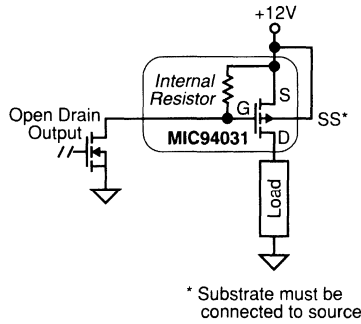 +12V
Internal
Resistor
S
G
Open Drain
Output
SS*
MIC94031
D
Load
* Substrate must be
connected to source